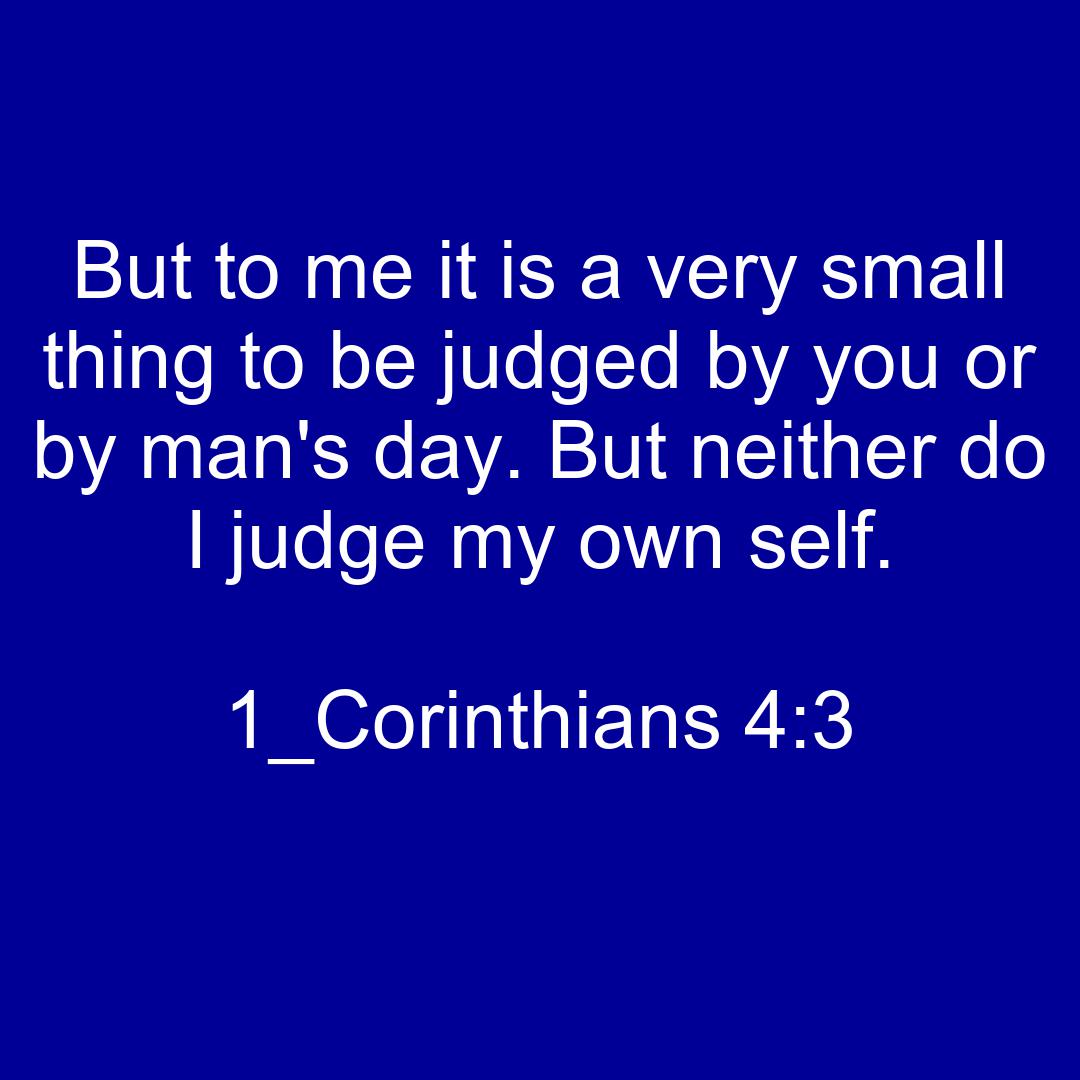 But to me it is a very small
thing to be judged by you or
by man's day. But neither do
I judge my own self.
1_Corinthians 4:3